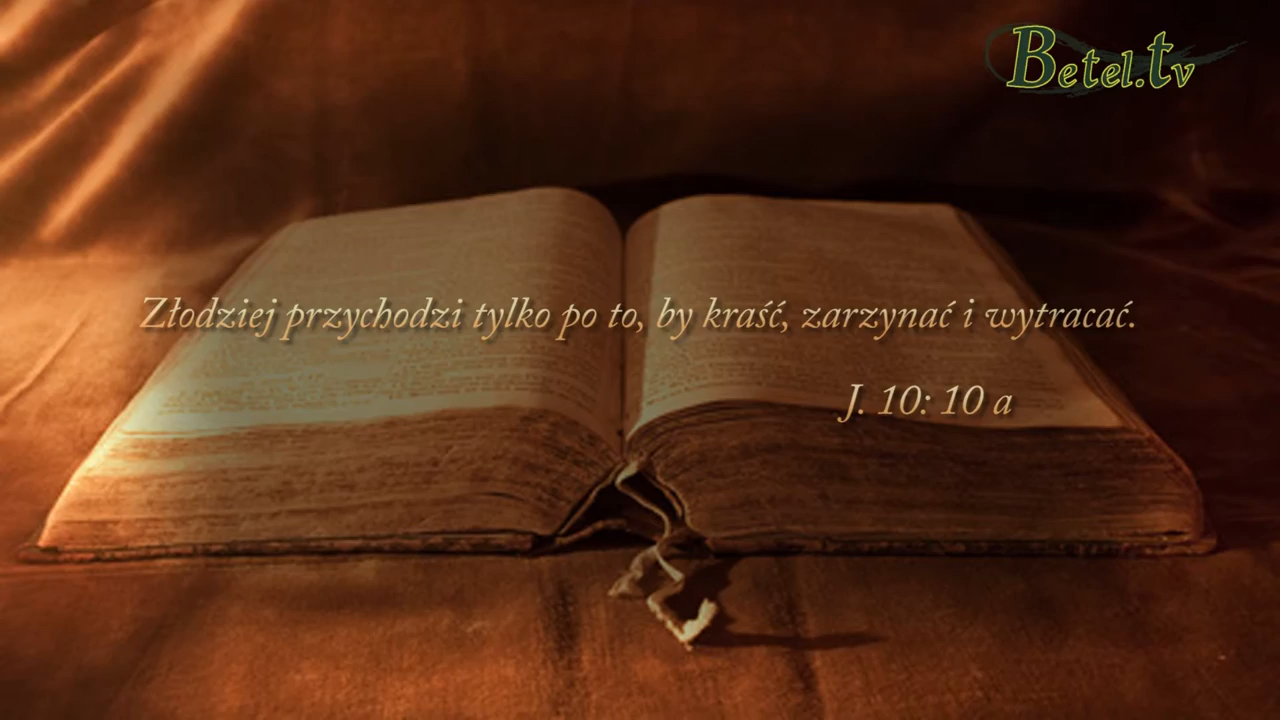 Betel.tv
Złodziej przychodzi tylko po to, by kraść, zarzynać i wytracać.
J. 10: 10 a